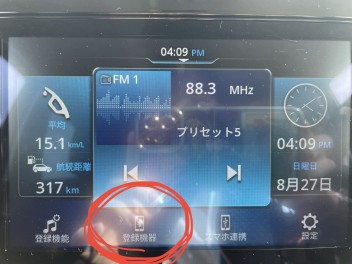 04:09 PM
FM 1
88.3 MHz
プリセット5
平均
15.1 km/L
航続距離
317 km
04:09 PM
日曜日
8月27日
登録機能
登録機器
スマホ連携
設定